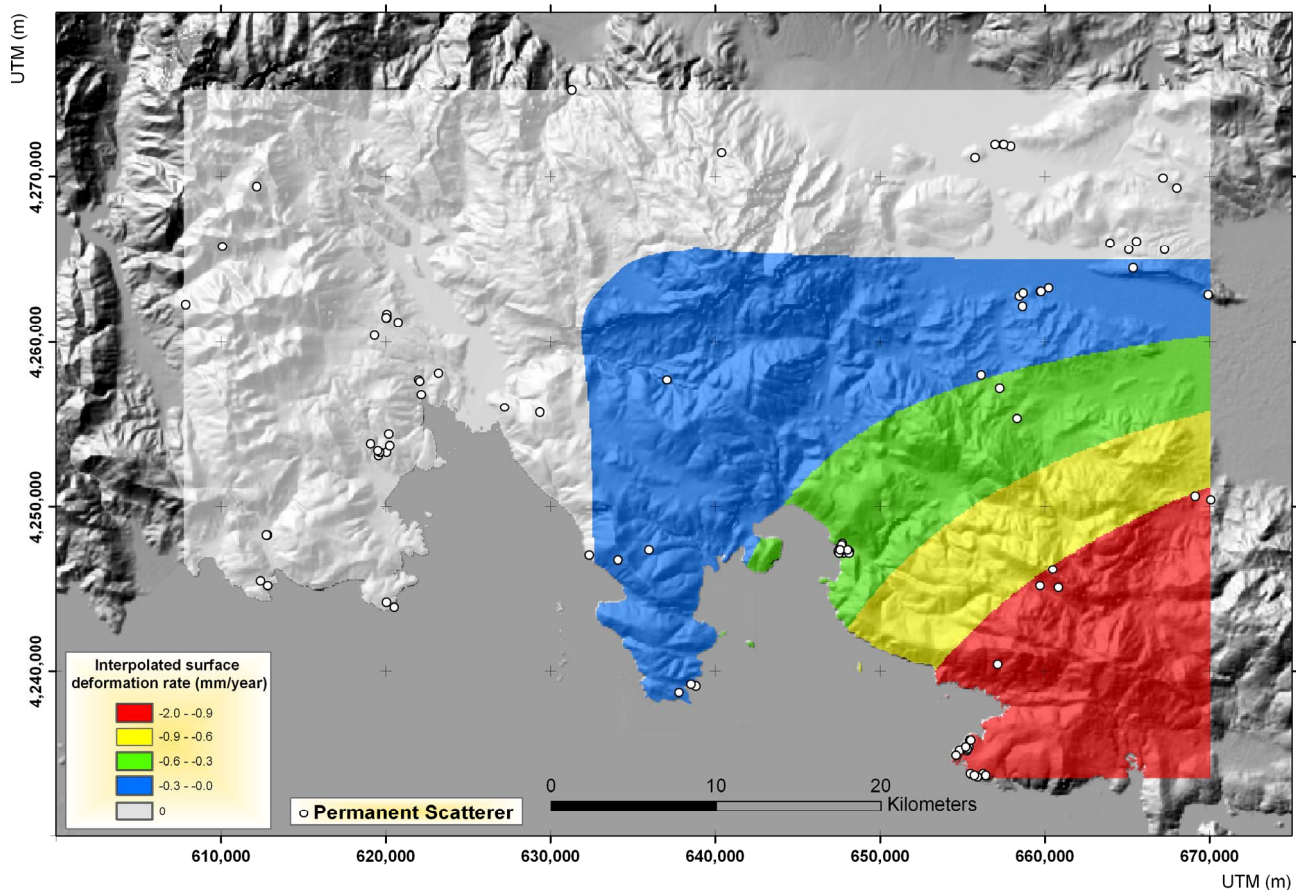 UTM (m)
4,270,000
4,260,000
4,250,000
4,240,000
Interpolated surface
deformation rate (mm/year)
-2.0 - -0.9
-0.9 - -0.6
-0.6 - -0.3
-0.3 - -0.0
0
Permanent Scatterer
0 10 20
Kilometers
610,000 620,000 630,000 640,000 650,000 660,000 670,000
UTM (m)